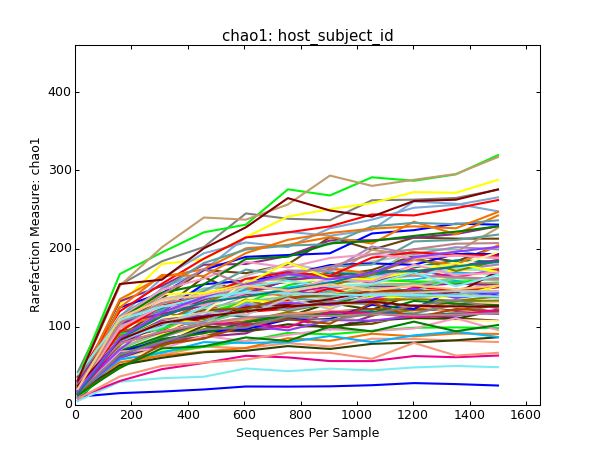 chao1: host_subject_id
Rarefaction Measure: chao1
400
300
200
100
0
0 200 400 600 800 1000 1200 1400 1600
Sequences Per Sample